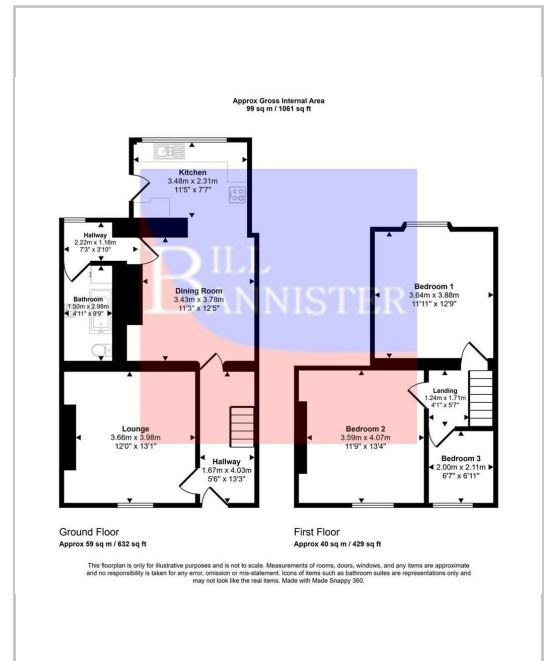 Approx Gross Internal Area
99 sq m / 1061 sq ft
Kitchen
3.48m x 2.31m
11'5" x 7'7"
Hallway
2.22m x 1.18m
7'3" x 3'10"
Bathroom
1.50m x 2.98m
4'11" x 9'9"
Dining Room
3.43m x 3.78m
11'3" x 12'5"
BILL
BANNISTER
Bedroom 1
3.64m x 3.88m
11'11" x 12'9"
Landing
1.24m x 1.71m
4'1" x 5'7"
Lounge
3.66m x 3.98m
12'0" x 13'1"
Hallway
1.67m x 4.03m
5'6" x 13'3"
Bedroom 2
3.59m x 4.07m
11'9" x 13'4"
Bedroom 3
2.00m x 2.11m
6'7" x 6'11"
Ground Floor
Approx 59 sq m / 632 sq ft
First Floor
Approx 40 sq m / 429 sq ft
This floorplan is only for illustrative purposes and is not to scale. Measurements of rooms, doors, windows, and any items are approximate
and no responsibility is taken for any error, omission or mis-statement. Icons of items such as bathroom suites are representations only and
may not look like the real items. Made with Made Snappy 360.